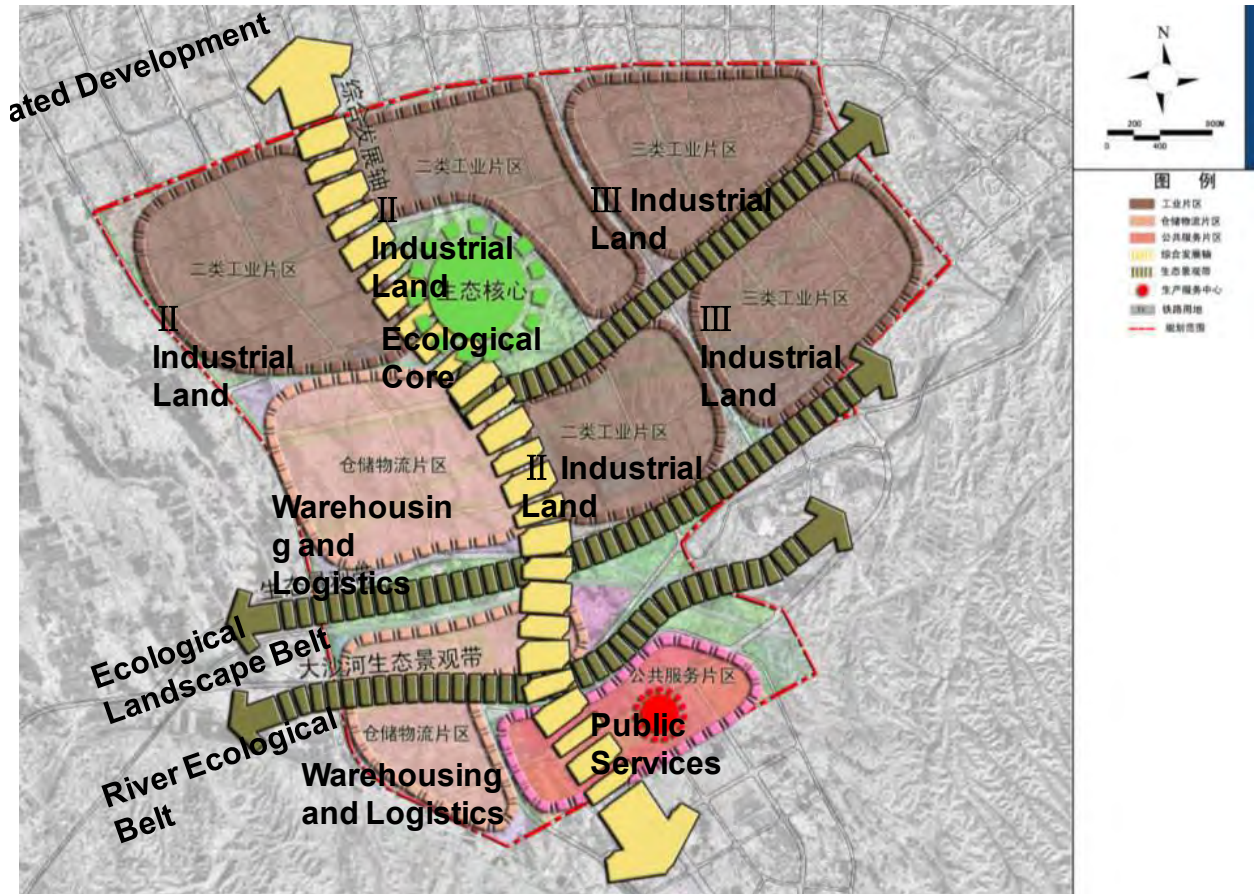 ated Development
综合发展轴
二类工业片区
三类工业片区
Ⅱ
Industrial
Land
Ⅲ Industrial
Land
二类工业片区
生态核心
三类工业片区
Ⅱ
Industrial
Land
Ecological
Core
Ⅲ
Industrial
Land
二类工业片区
仓储物流片区
Ⅱ Industrial
Land
Warehousin
g and
Logistics
Ecological
Landscape Belt
大沙河生态景观带
公共服务片区
River Ecological
Belt
仓储物流片区
Public
Services
Warehousing
and Logistics
N
200
800M
0
400
图 例
工业片区
仓储物流片区
公共服务片区
综合发展轴
生态景观带
生产服务中心
铁路用地
规划范围